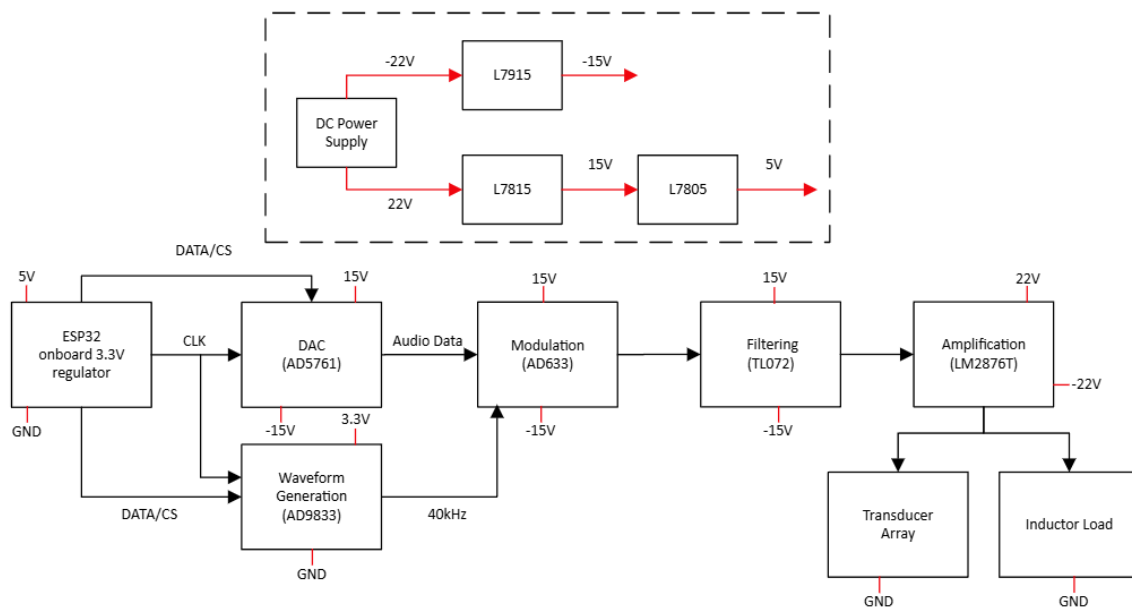 -22V
L7915
-15V
DC Power
Supply
22V
L7815
15V
L7805
5V
DATA/CS
5V
ESP32
onboard 3.3V
regulator
GND
CLK
15V
DAC
(AD5761)
-15V
Audio Data
3.3V
Waveform
Generation
(AD9833)
GND
DATA/CS
40kHz
15V
Modulation
(AD633)
-15V
15V
Filtering
(TL072)
-15V
22V
Amplification
(LM2876T)
-22V
Transducer
Array
GND
Inductor Load
GND